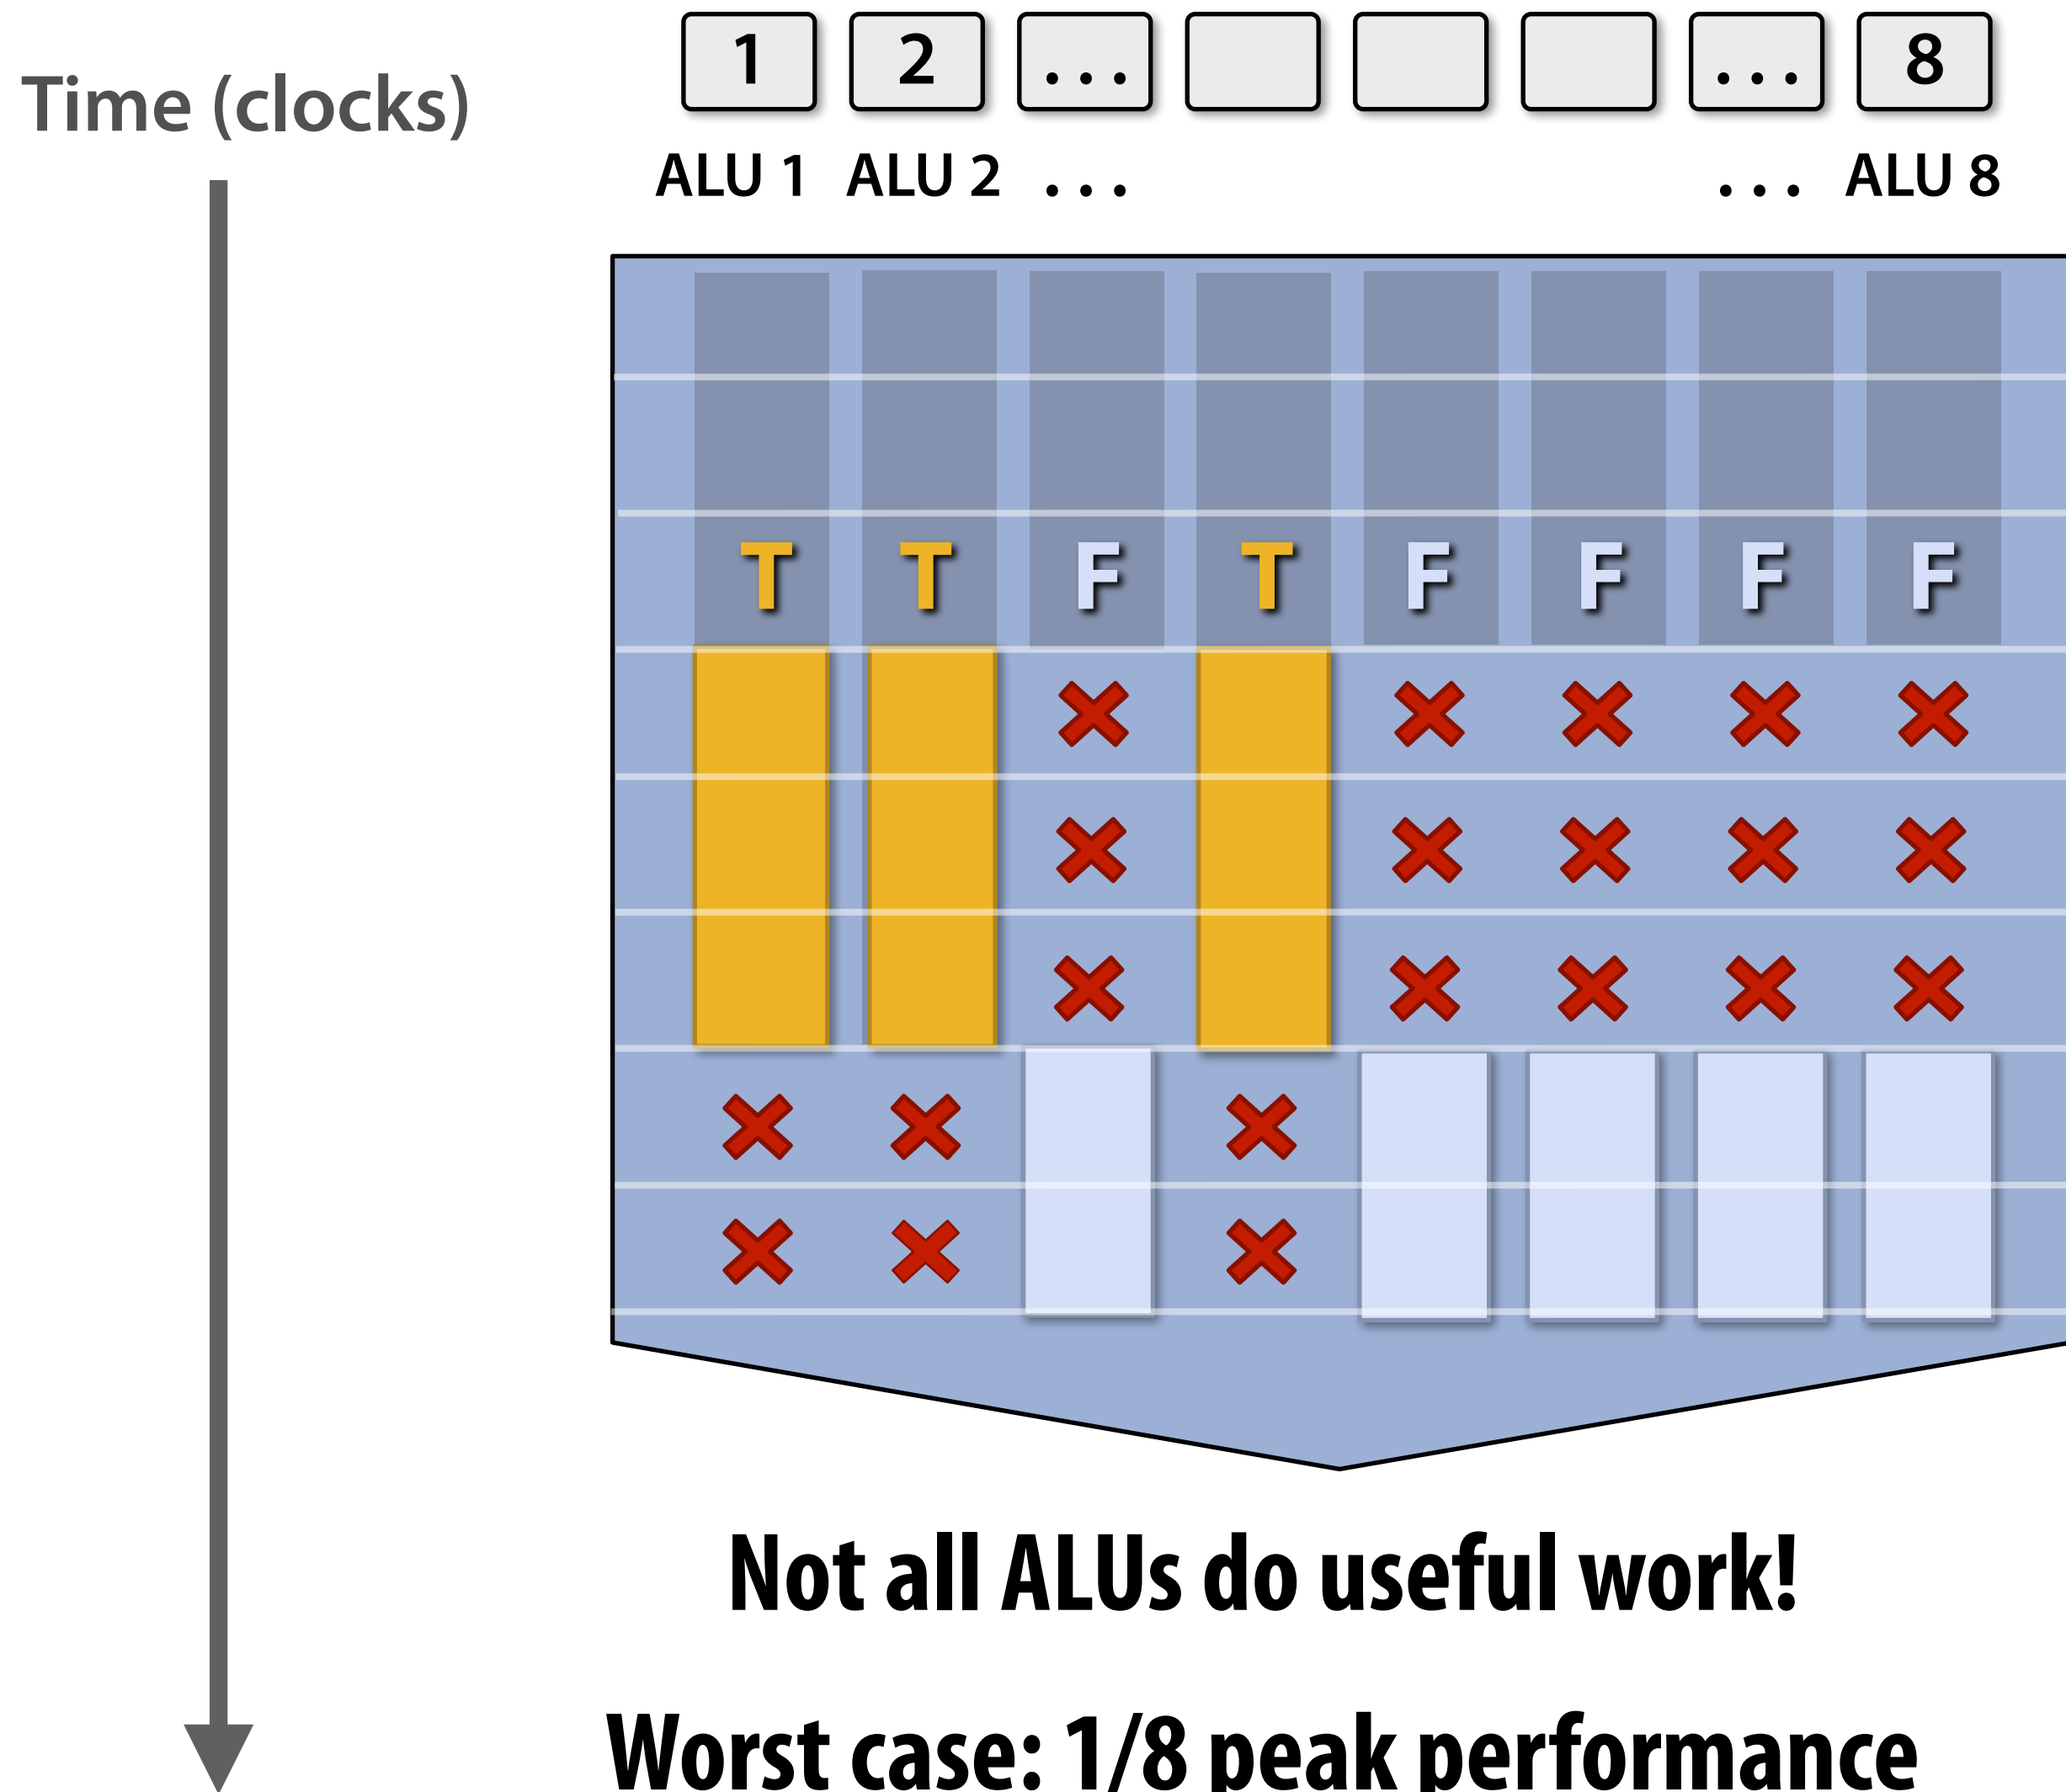 1 2 . . . . . . 8
Time (clocks)
ALU 1 ALU 2 . . . . . . ALU 8
T T F T F F F F
Not all ALUs do useful work!
Worst case: 1/8 peak performance